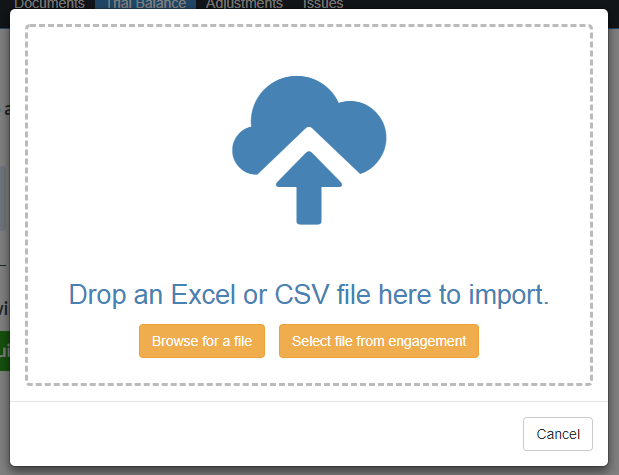 Documents Trial Balance Adjustments Issues
Drop an Excel or CSV file here to import.
Browse for a file Select file from engagement
Cancel